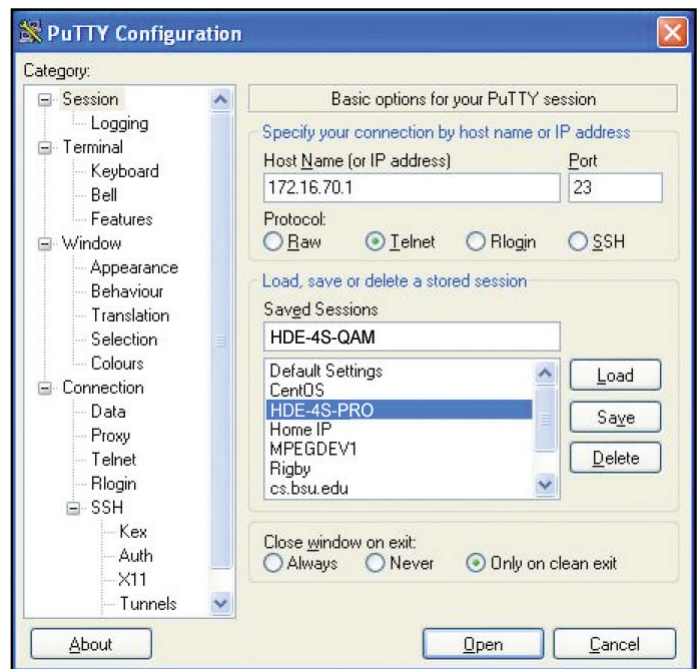 PuTTY Configuration
Category:
Session
Logging
Terminal
Keyboard
Bell
Features
Window
Appearance
Behaviour
Translation
Selection
Colours
Connection
Data
Proxy
Telnet
Rlogin
SSH
Kex
Auth
X11
Tunnels
Basic options for your PuTTY session
Specify your connection by host name or IP address
Host Name (or IP address) Port
172.16.70.1 23
Protocol:
Raw Telnet Rlogin SSH
Load, save or delete a stored session
Saved Sessions
HDE-4S-QAM
Default Settings
CentOS
HDE-4S-PRO
Home IP
MPEGDEV1
Rigby
cs.bsu.edu
Load
Save
Delete
Close window on exit:
Always Never Only on clean exit
About Open Cancel